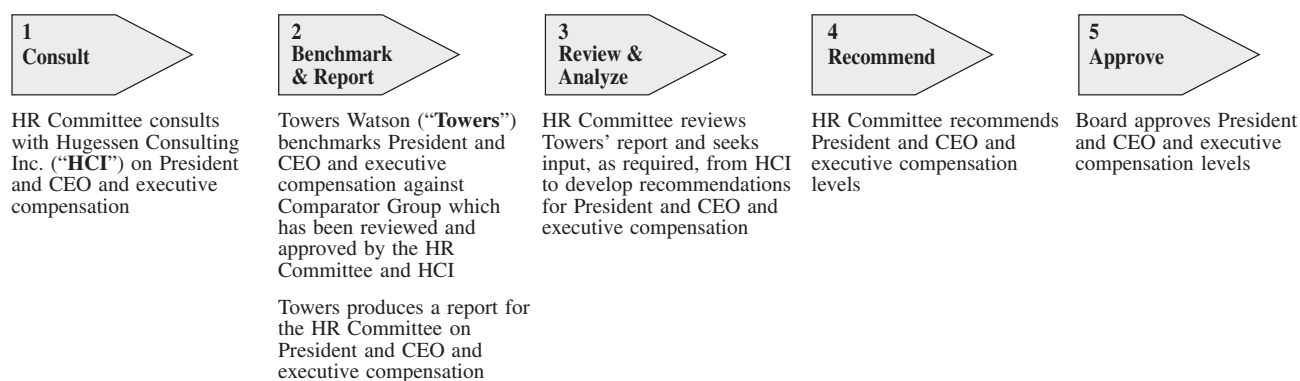 1
Consult
HR Committee consults
with Hugessen Consulting
Inc. (“HCI”) on President
and CEO and executive
compensation
2
Benchmark
& Report
Towers Watson (“Towers”)
benchmarks President and
CEO and executive
compensation against
Comparator Group which
has been reviewed and
approved by the HR
Committee and HCI
Towers produces a report for
the HR Committee on
President and CEO and
executive compensation
3
Review &
Analyze
HR Committee reviews
Towers’ report and seeks
input, as required, from HCI
to develop recommendations
for President and CEO and
executive compensation
4
Recommend
HR Committee recommends
President and CEO and
executive compensation
levels
5
Approve
Board approves President
and CEO and executive
compensation levels